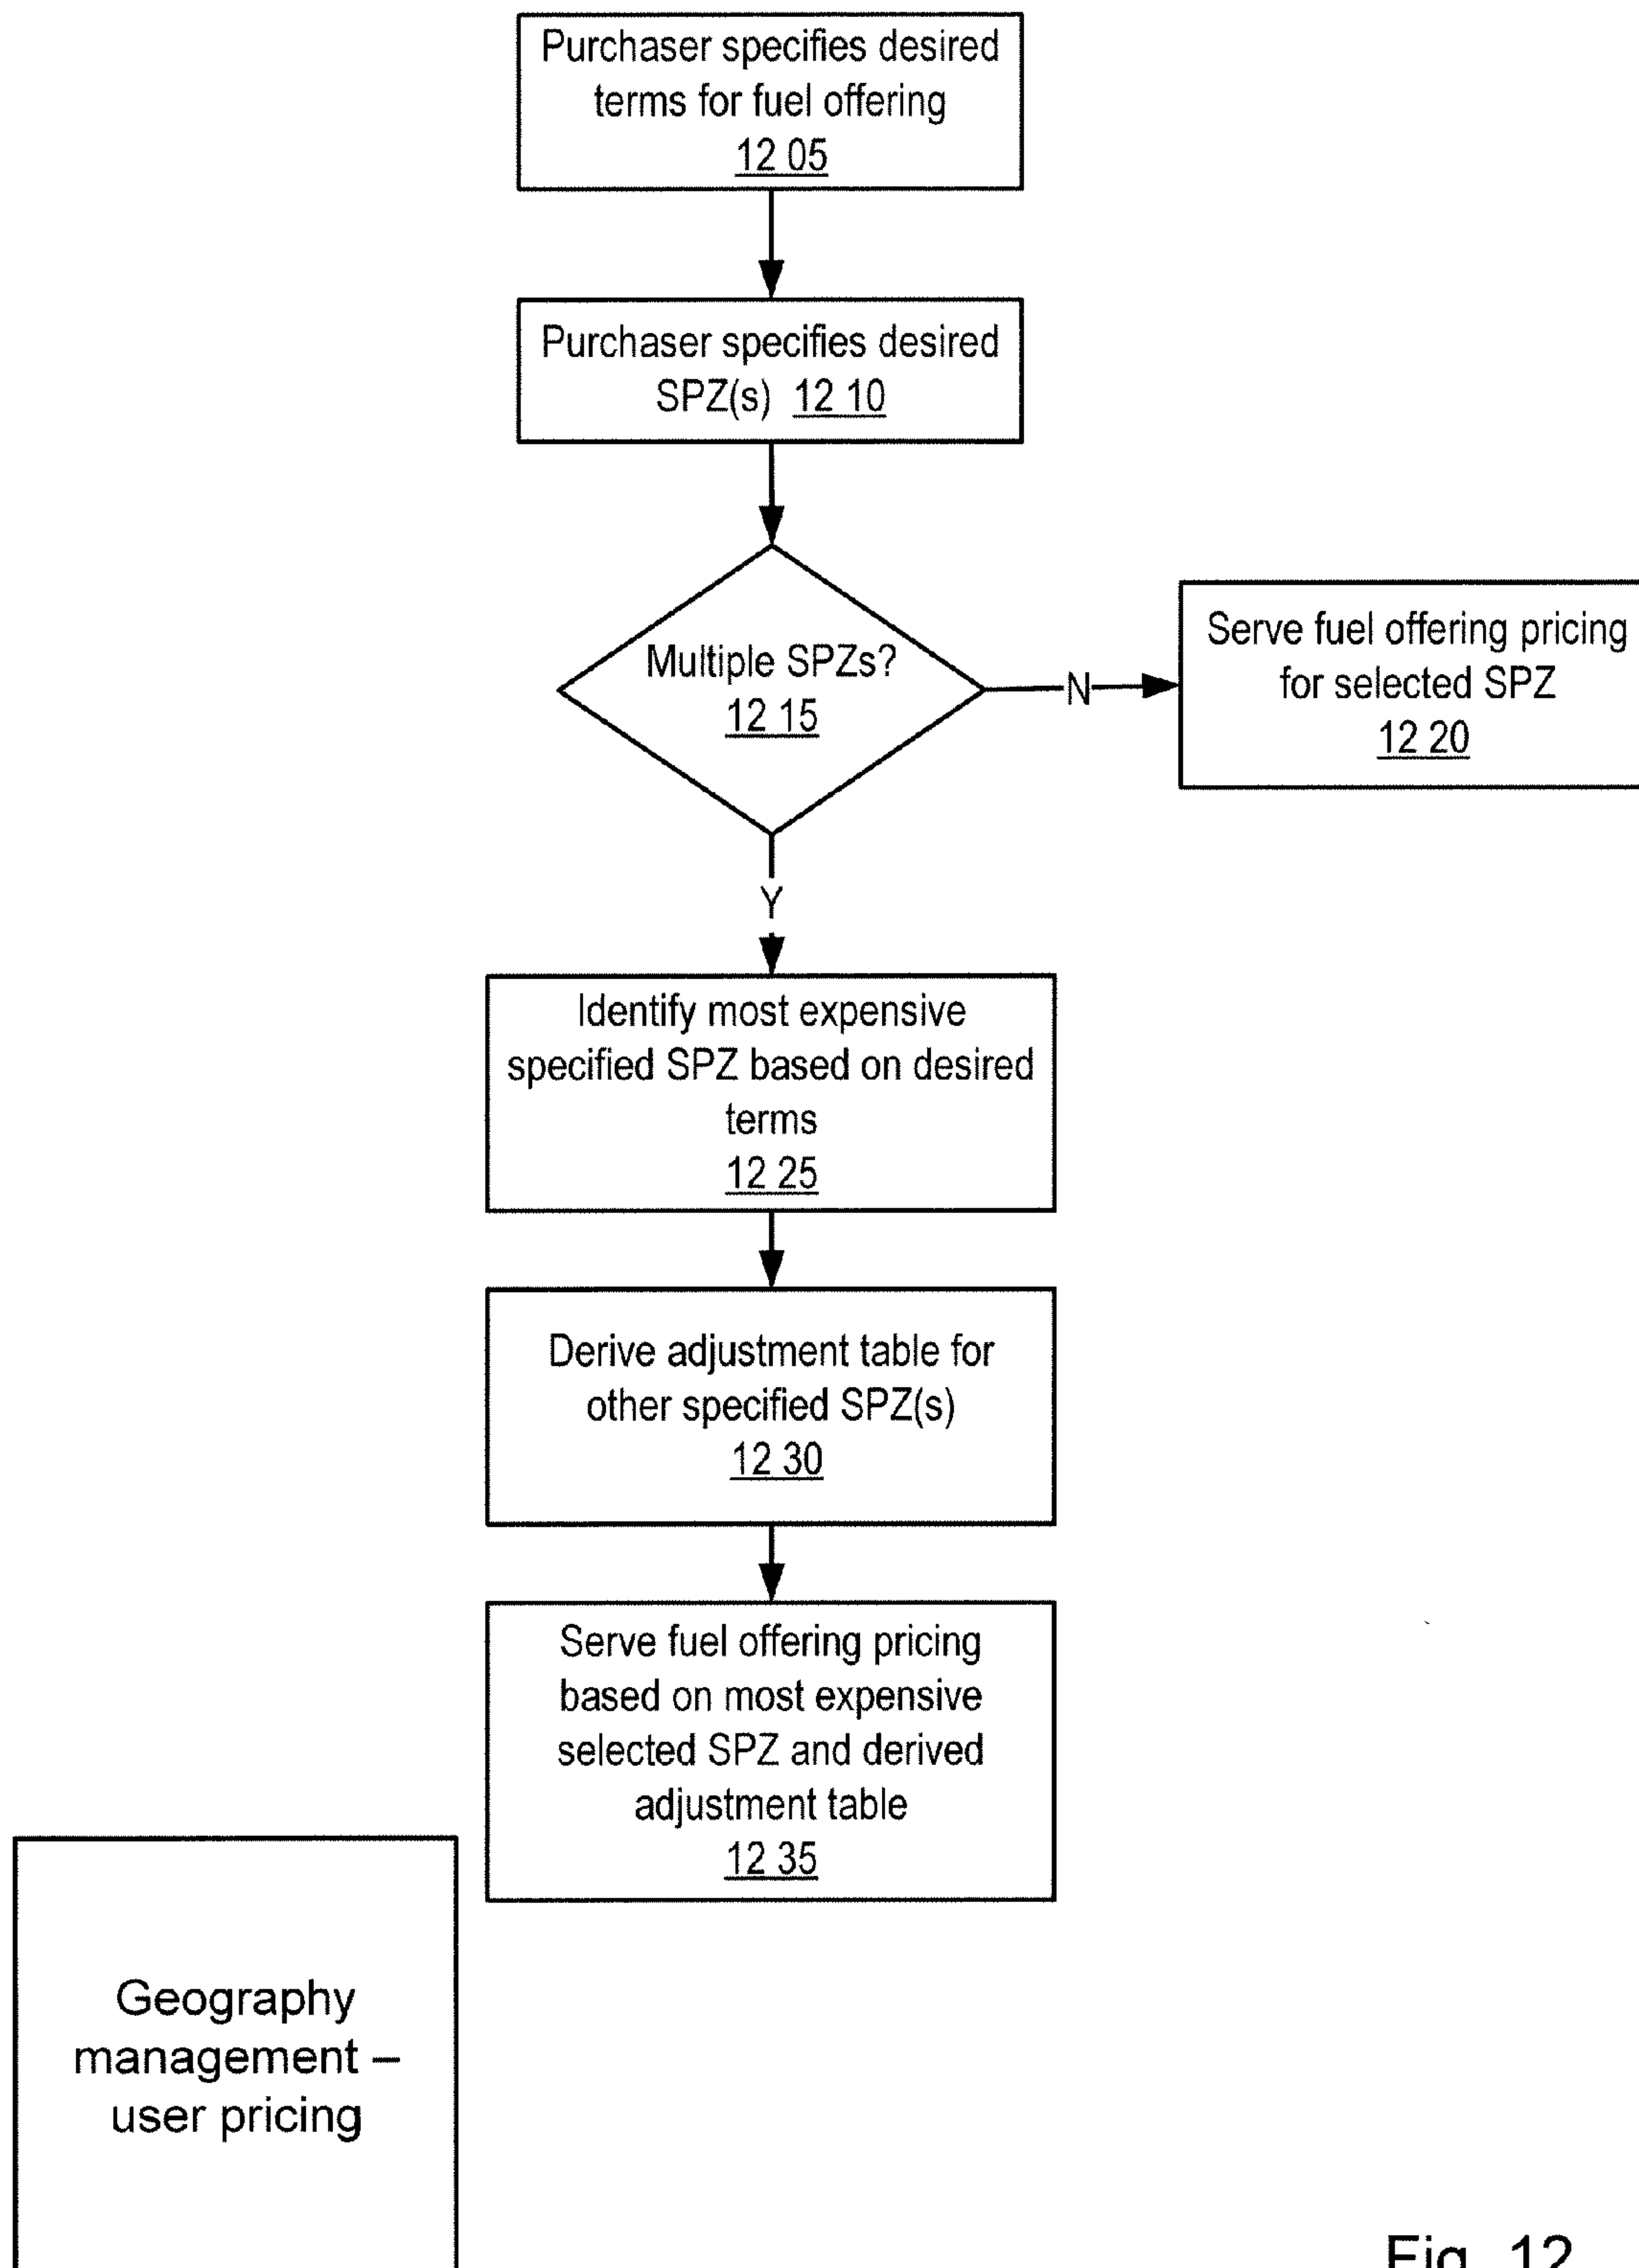 Purchaser specifies desired
terms for fuel offering
12 05
Purchaser specifies desired
SPZ(s) 12 10
Multiple SPZs?
12 15
N
Serve fuel offering pricing
for selected SPZ
12 20
Y
Identify most expensive
specified SPZ based on desired
terms
12 25
Derive adjustment table for
other specified SPZ(s)
12 30
Serve fuel offering pricing
based on most expensive
selected SPZ and derived
adjustment table
12 35
Geography
management –
user pricing
Fig. 12